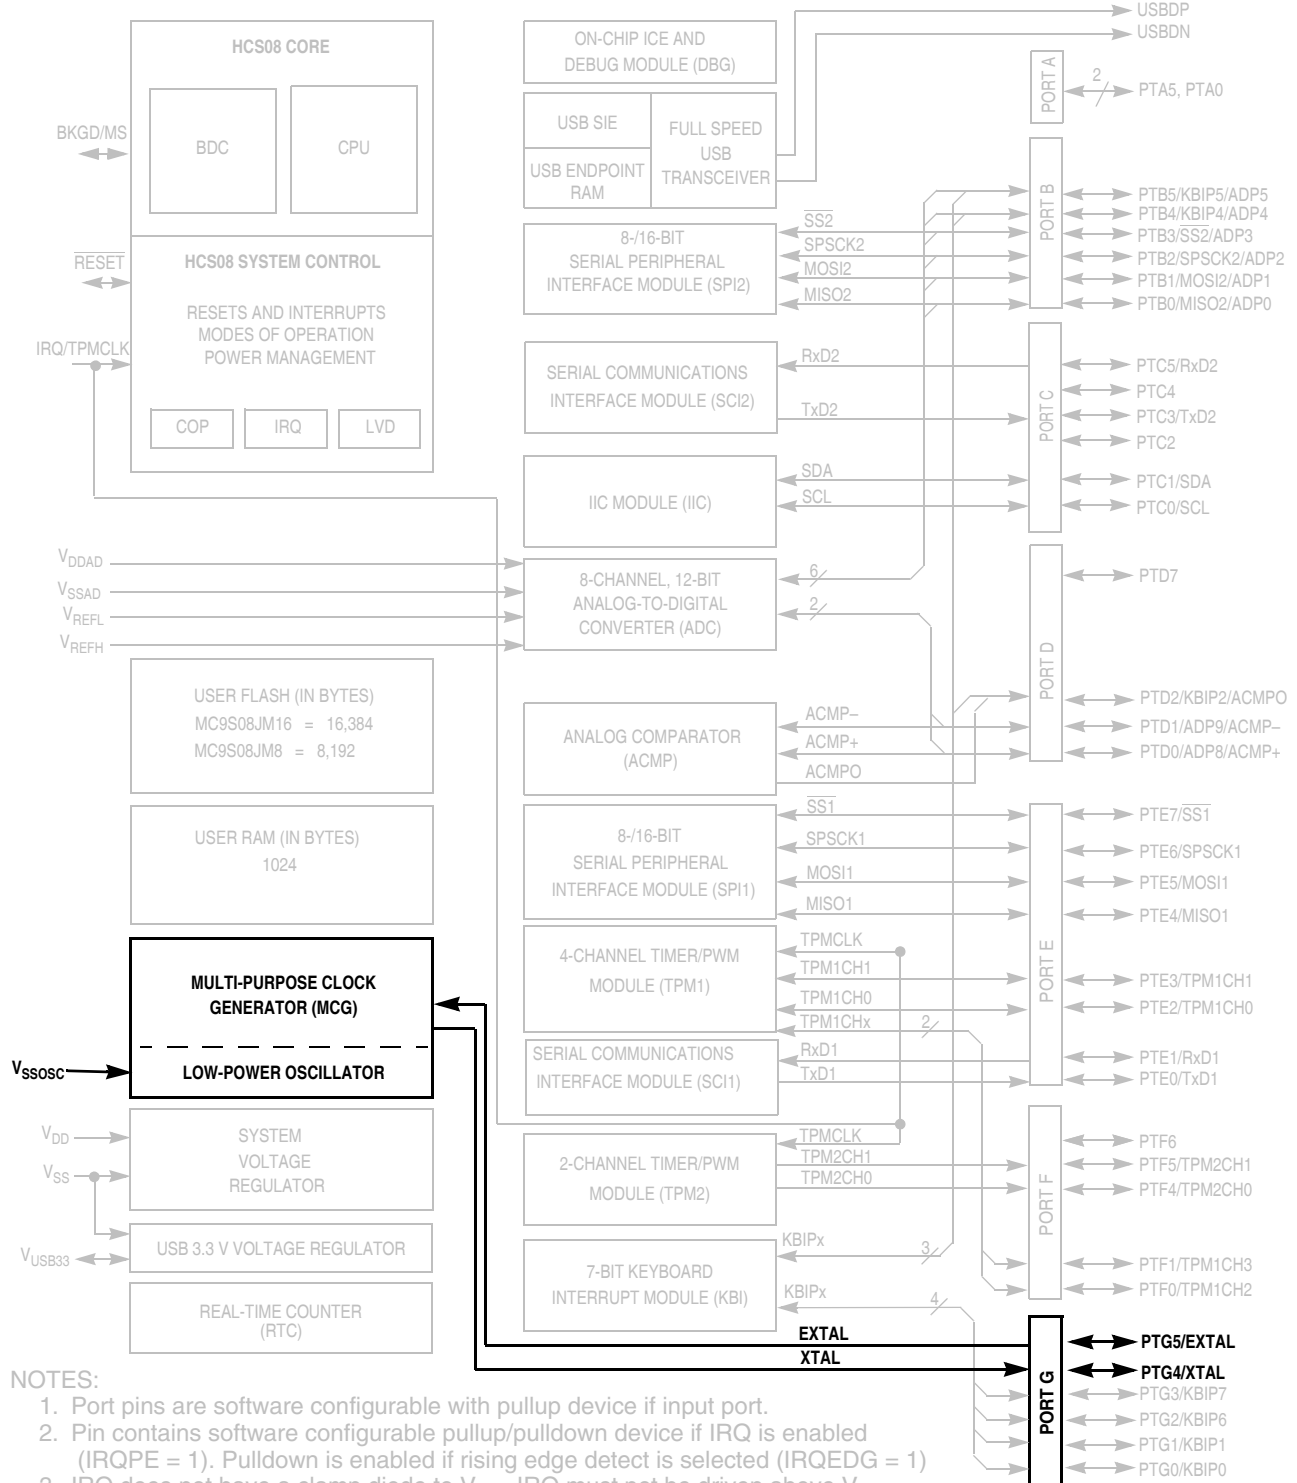 HCS08 CORE
BDC
CPU
BKGD/MS
RESET
HCS08 SYSTEM CONTROL
RESETS AND INTERRUPTS
MODES OF OPERATION
POWER MANAGEMENT
IRQ/TPMCLK
COP
IRQ
LVD
VDDAD
VSSAD
VREFL
VREFH
USER FLASH (IN BYTES)
MC9S08JM16 = 16,384
MC9S08JM8 = 8,192
USER RAM (IN BYTES)
1024
MULTI-PURPOSE CLOCK
GENERATOR (MCG)
LOW-POWER OSCILLATOR
VSSOSC
VDD
VSS
SYSTEM
VOLTAGE
REGULATOR
VUSB33
USB 3.3 V VOLTAGE REGULATOR
REAL-TIME COUNTER
(RTC)
ON-CHIP ICE AND
DEBUG MODULE (DBG)
USB SIE
USB ENDPOINT
RAM
FULL SPEED
USB
TRANSCEIVER
8-/16-BIT
SERIAL PERIPHERAL
INTERFACE MODULE (SPI2)
SS2
SPSCK2
MOSI2
MISO2
SERIAL COMMUNICATIONS
INTERFACE MODULE (SCI2)
RxD2
TxD2
IIC MODULE (IIC)
SDA
SCL
8-CHANNEL, 12-BIT
ANALOG-TO-DIGITAL
CONVERTER (ADC)
6
2
ANALOG COMPARATOR
(ACMP)
ACMP–
ACMP+
ACMPO
8-/16-BIT
SERIAL PERIPHERAL
INTERFACE MODULE (SPI1)
SS1
SPSCK1
MOSI1
MISO1
4-CHANNEL TIMER/PWM
MODULE (TPM1)
TPMCLK
TPM1CH1
TPM1CH0
TPM1CHx
2
SERIAL COMMUNICATIONS
INTERFACE MODULE (SCI1)
RxD1
TxD1
2-CHANNEL TIMER/PWM
MODULE (TPM2)
TPMCLK
TPM2CH1
TPM2CH0
7-BIT KEYBOARD
INTERRUPT MODULE (KBI)
KBIPx
3
KBIPx
4
EXTAL
XTAL
USBDP
USBDN
PORT A
2
PTA5, PTA0
PORT B
PTB5/KBIP5/ADP5
PTB4/KBIP4/ADP4
PTB3/SS2/ADP3
PTB2/SPSCK2/ADP2
PTB1/MOSI2/ADP1
PTB0/MISO2/ADP0
PORT C
PTC5/RxD2
PTC4
PTC3/TxD2
PTC2
PTC1/SDA
PTC0/SCL
PORT D
PTD7
PTD2/KBIP2/ACMPO
PTD1/ADP9/ACMP–
PTD0/ADP8/ACMP+
PORT E
PTE7/SS1
PTE6/SPSCK1
PTE5/MOSI1
PTE4/MISO1
PTE3/TPM1CH1
PTE2/TPM1CH0
PTE1/RxD1
PTE0/TxD1
PORT F
PTF6
PTF5/TPM2CH1
PTF4/TPM2CH0
PTF1/TPM1CH3
PTF0/TPM1CH2
PORT G
PTG5/EXTAL
PTG4/XTAL
PTG3/KBIP7
PTG2/KBIP6
PTG1/KBIP1
PTG0/KBIP0
NOTES:
1. Port pins are software configurable with pullup device if input port.
2. Pin contains software configurable pullup/pulldown device if IRQ is enabled
(IRQPE = 1). Pulldown is enabled if rising edge detect is selected (IRQEDG = 1)
3. IRQ does not have a clamp diode to V IRQ must not be driven above V